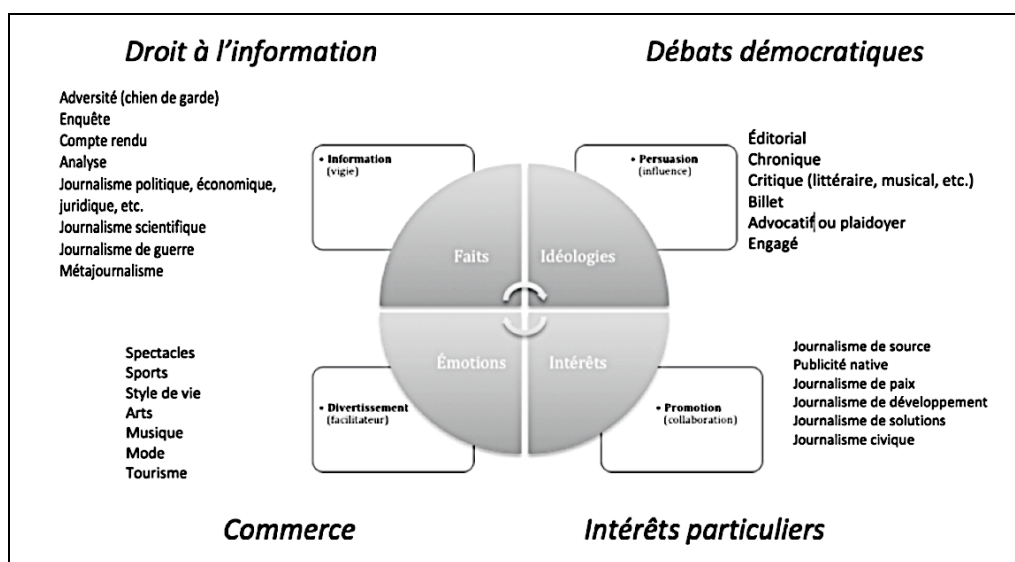 Droit à l'information
Adversité (chien de garde)
Enquête
Compte rendu
Analyse
Journalisme politique, économique,
juridique, etc.
Journalisme scientifique
Journalisme de guerre
Métajournalisme
• Information
(vigie)
Faits
Débats démocratiques
• Persuasion
(influence)
Idéologies
Éditorial
Chronique
Critique (littéraire, musical, etc.)
Billet
Advocatif ou plaidoyer
Engagé
Spectacles
Sports
Style de vie
Arts
Musique
Mode
Tourisme
Émotions
• Divertissement
(facilitateur)
Commerce
Intérêts
• Promotion
(collaboration)
Journalisme de source
Publicité native
Journalisme de paix
Journalisme de développement
Journalisme de solutions
Journalisme civique
Intérêts particuliers